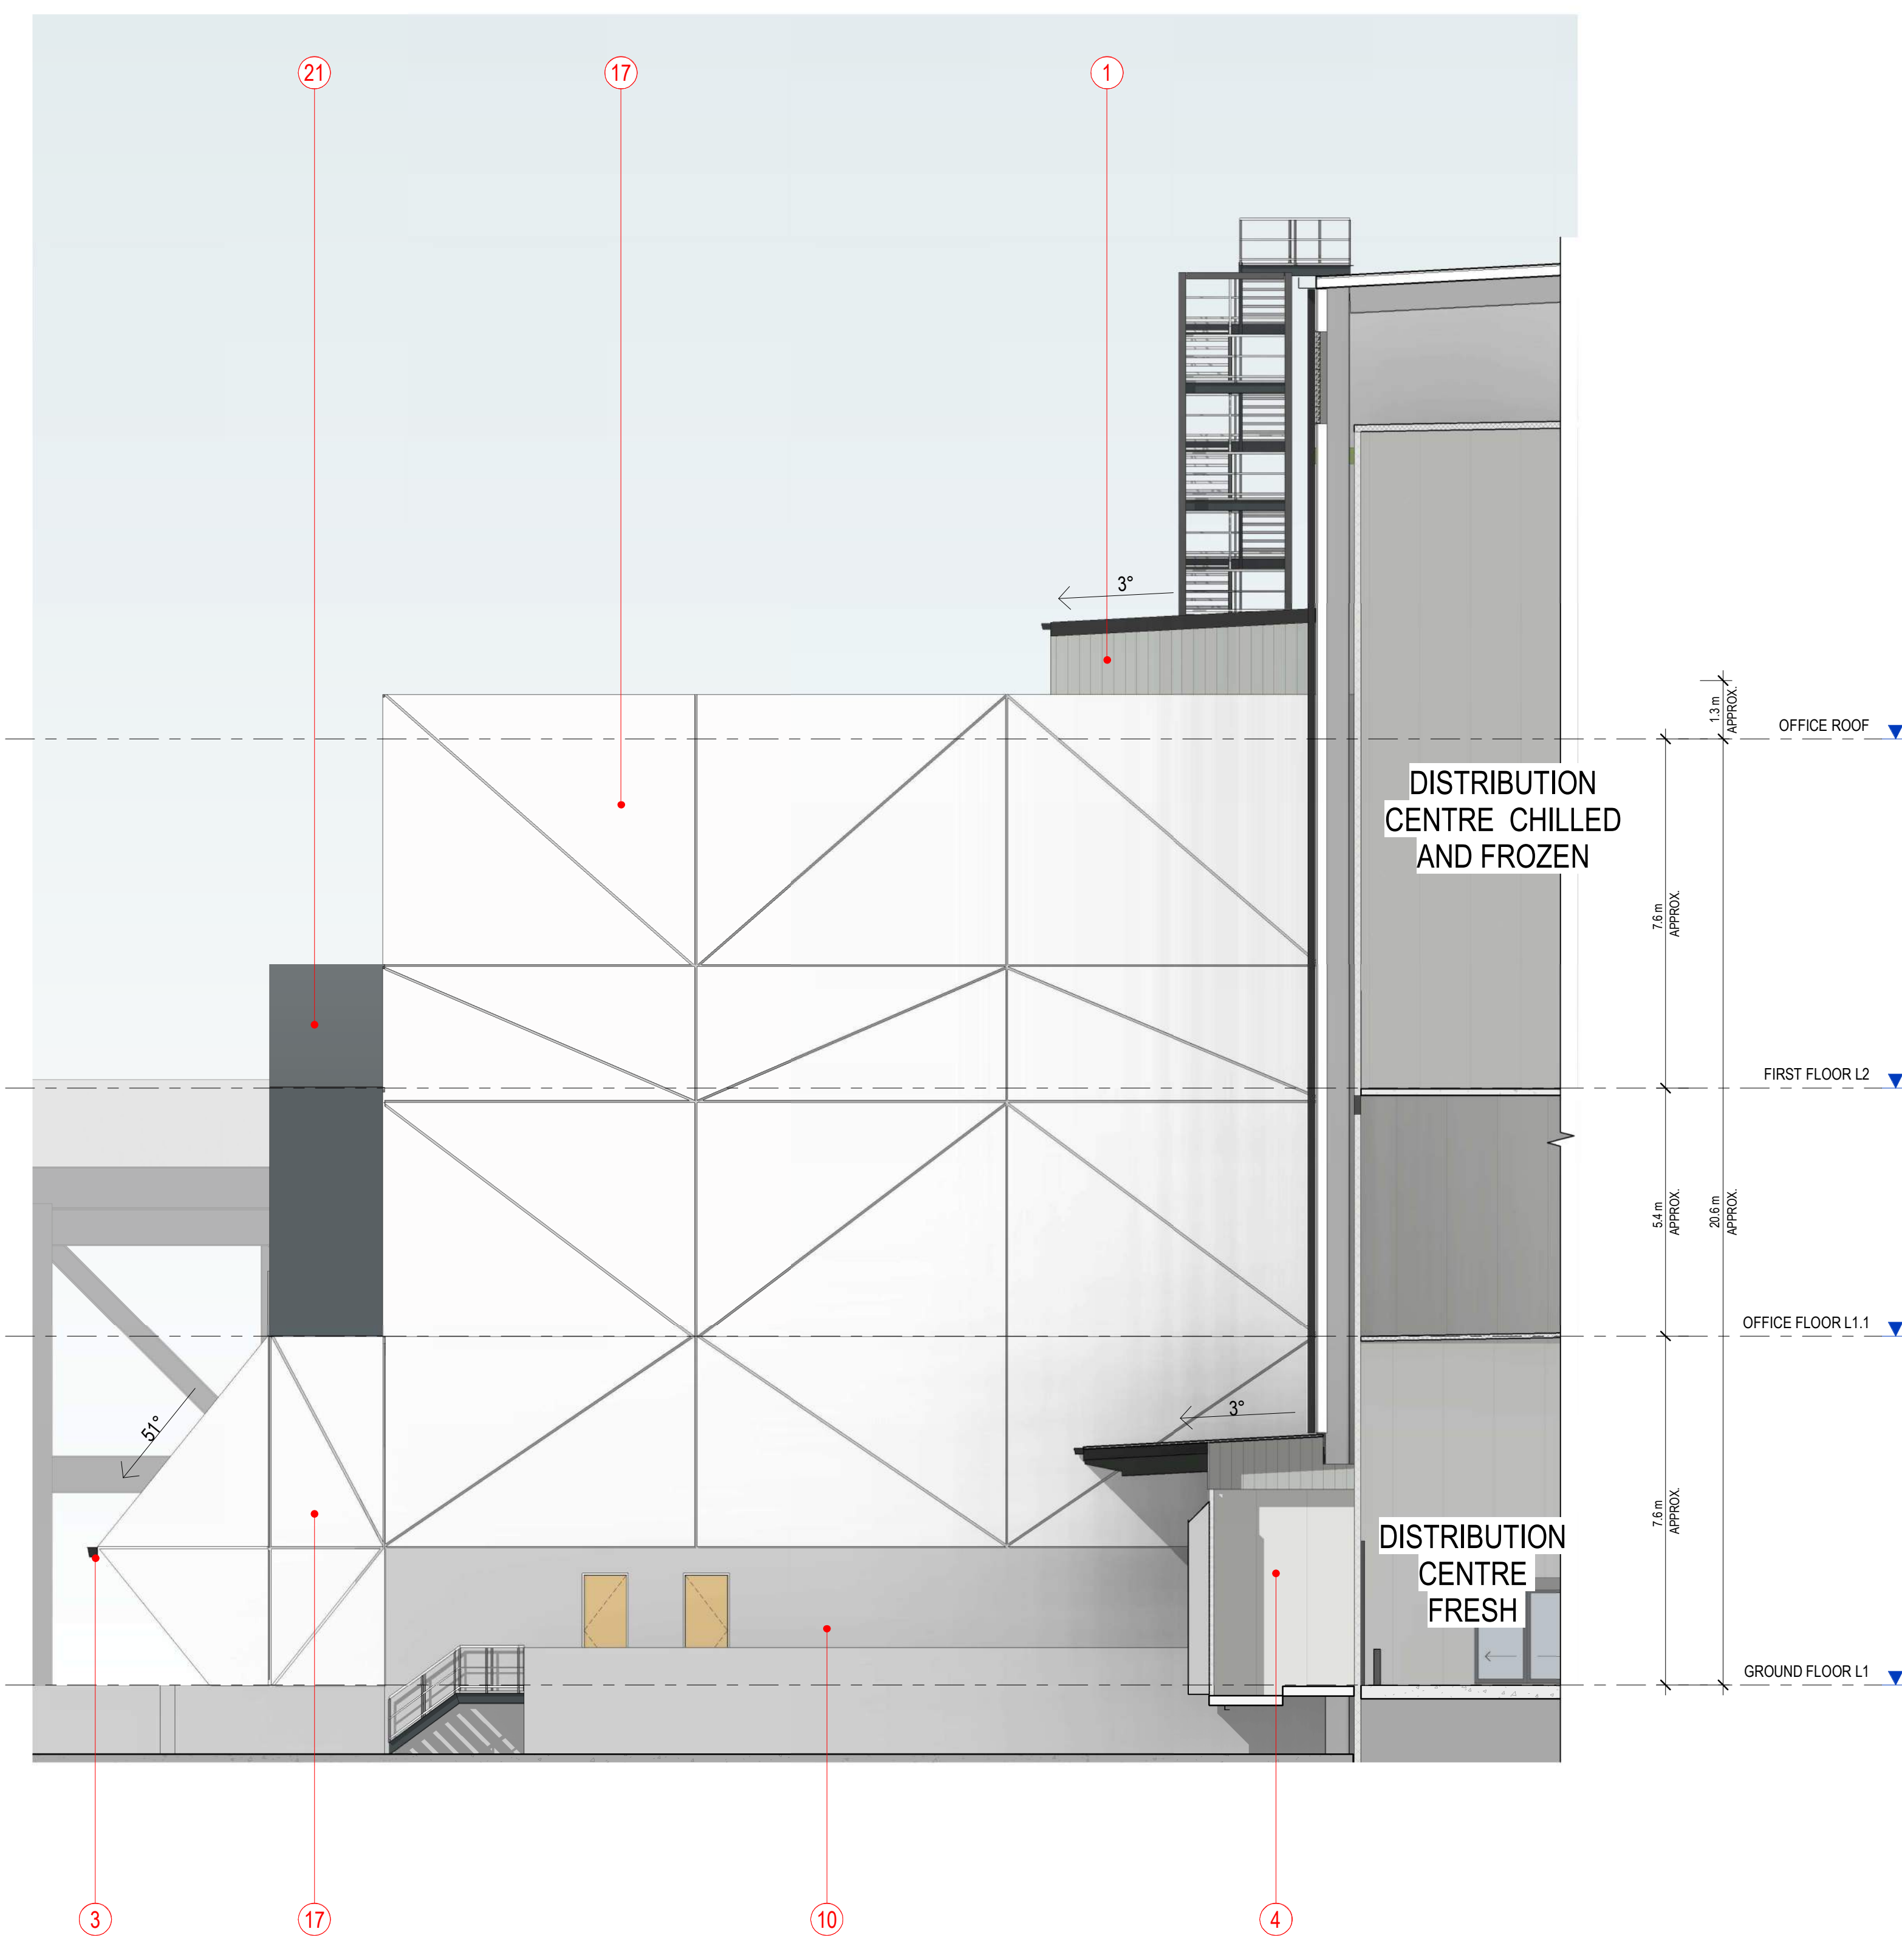 21
17
1
3°
1.3 m
APPROX.
OFFICE ROOF
DISTRIBUTION
CENTRE CHILLED
AND FROZEN
7.6 m
APPROX.
FIRST FLOOR L2
5.4 m
APPROX.
20.6 m
APPROX.
OFFICE FLOOR L1.1
51°
3°
7.6 m
APPROX.
DISTRIBUTION
CENTRE
FRESH
GROUND FLOOR L1
3
17
10
4